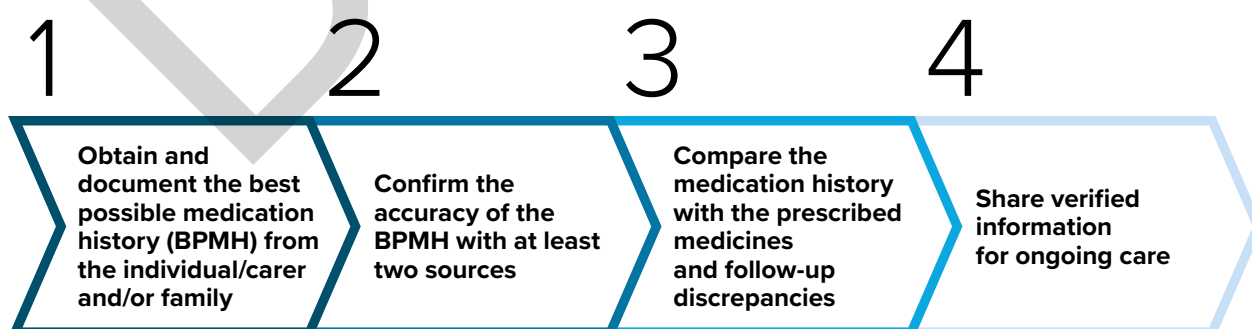 1
Obtain and
document the best
possible medication
history (BPMH) from
the individual/carer
and/or family
2
Confirm the
accuracy of the
BPMH with at least
two sources
3
Compare the
medication history
with the prescribed
medicines
and follow-up
discrepancies
4
Share verified
information
for ongoing care